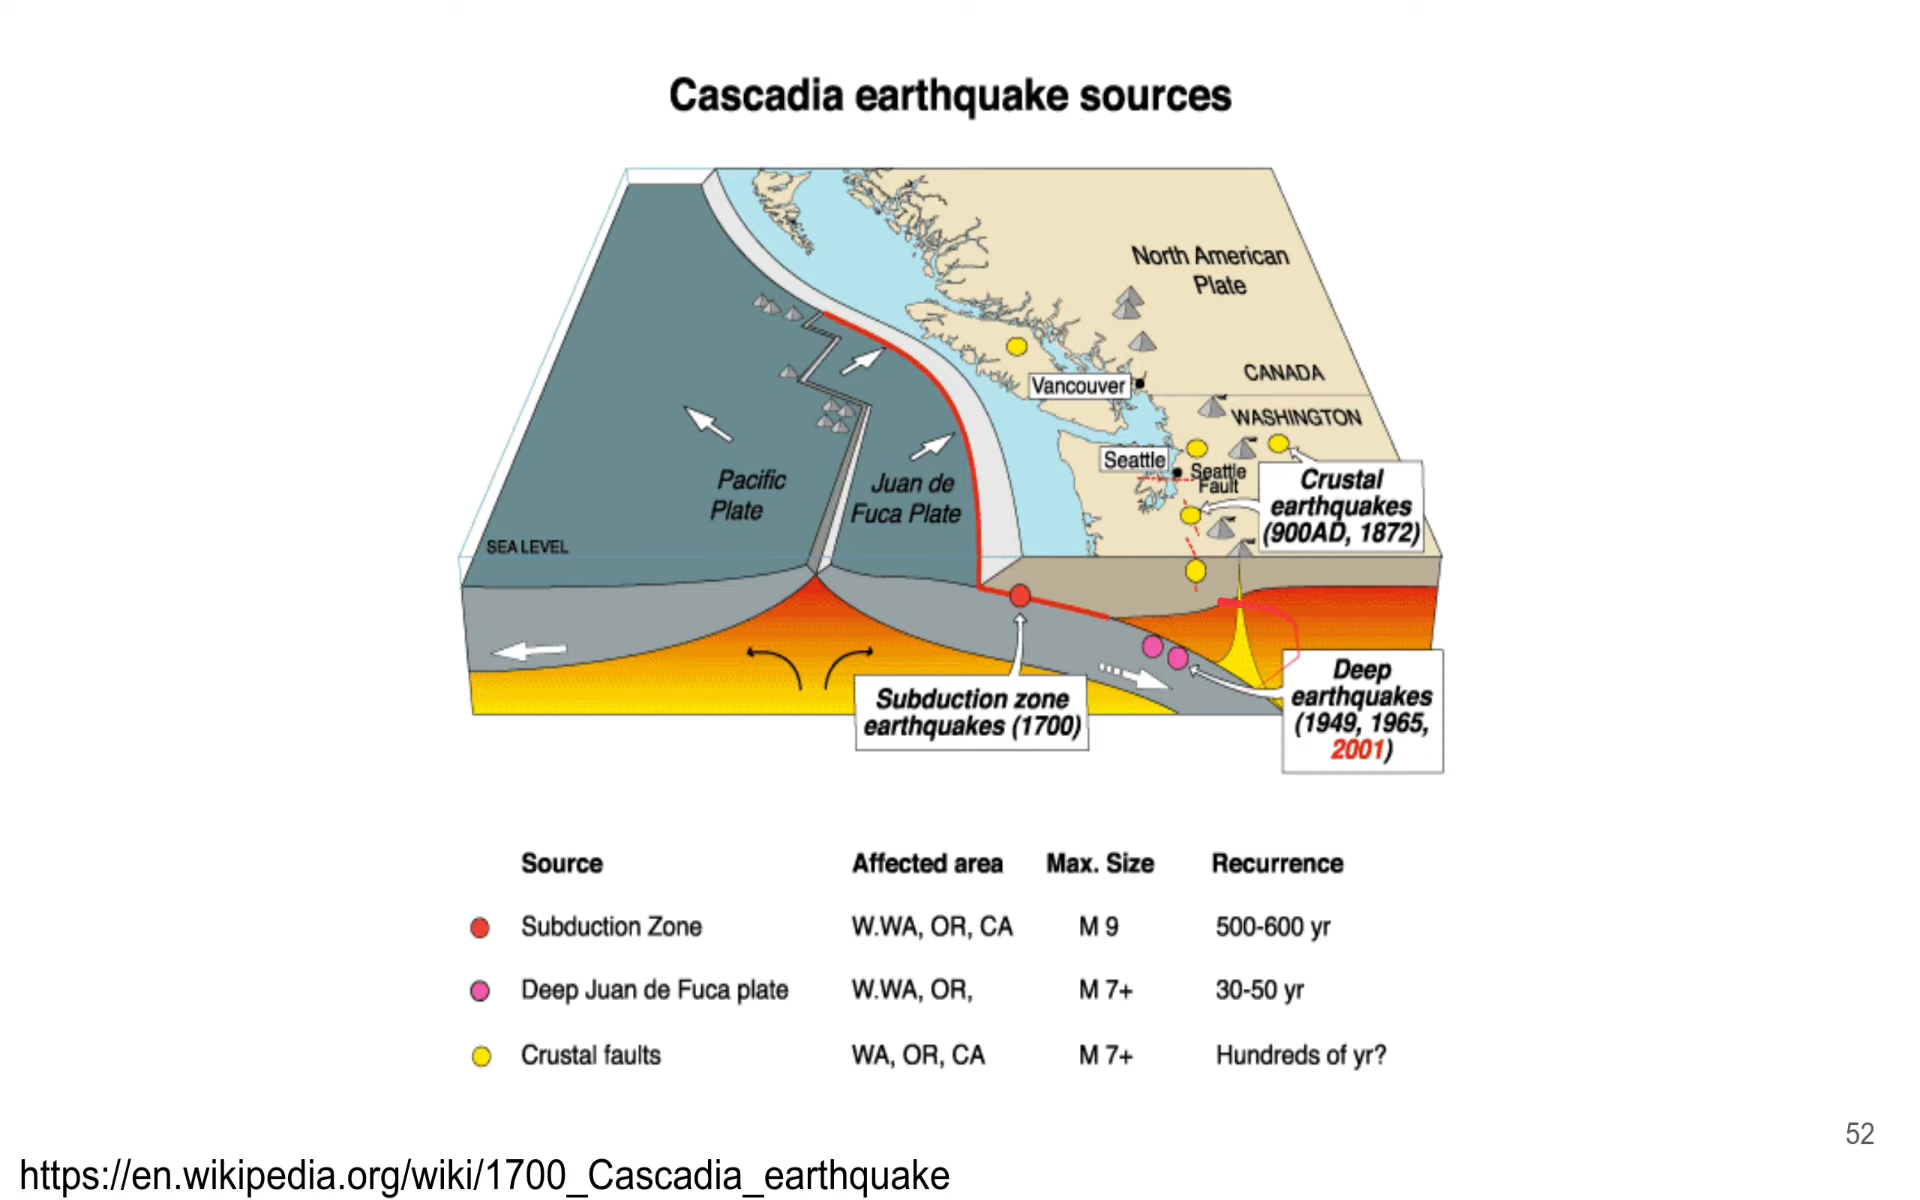 Cascadia earthquake sources
North American
Plate
CANADA
Vancouver
WASHINGTON
Seattle
Seattle
Fault
Crustal
earthquakes
(900AD, 1872)
Pacific
Plate
Juan de
Fuca Plate
SEA LEVEL
Subduction zone
earthquakes (1700)
Deep
earthquakes
(1949, 1965,
2001)
Source Affected area Max. Size Recurrence
Subduction Zone W.WA, OR, CA M 9 500-600 yr
Deep Juan de Fuca plate W.WA, OR, M 7+ 30-50 yr
Crustal faults WA, OR, CA M 7+ Hundreds of yr?
52
https://en.wikipedia.org/wiki/1700_Cascadia_earthquake